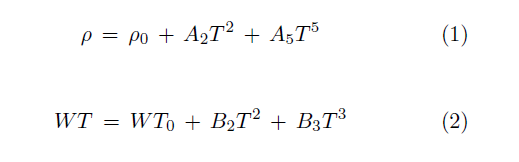 ρ = ρ₀ + A₂T² + A₅T⁵ (1)
WT = WT₀ + B₂T² + B₃T³ (2)